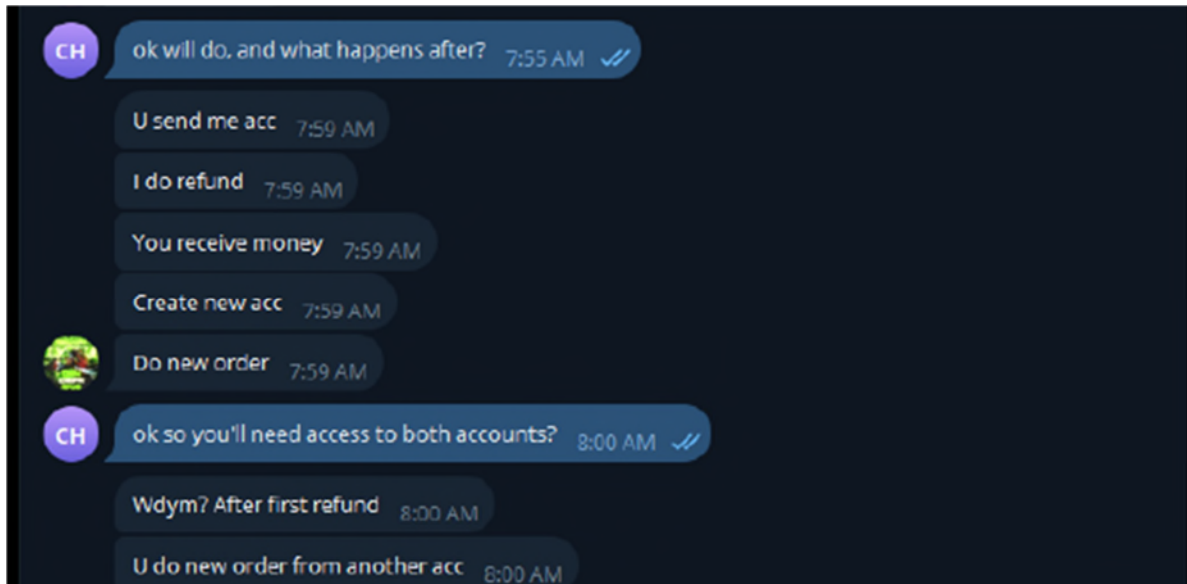 CH
ok will do, and what happens after? 7:55 AM
U send me acc 7:59 AM
I do refund 7:59 AM
You receive money 7:59 AM
Create new acc 7:59 AM
Do new order 7:59 AM
CH
ok so you'll need access to both accounts? 8:00 AM
Wdym? After first refund 8:00 AM
U do new order from another acc 8:00 AM